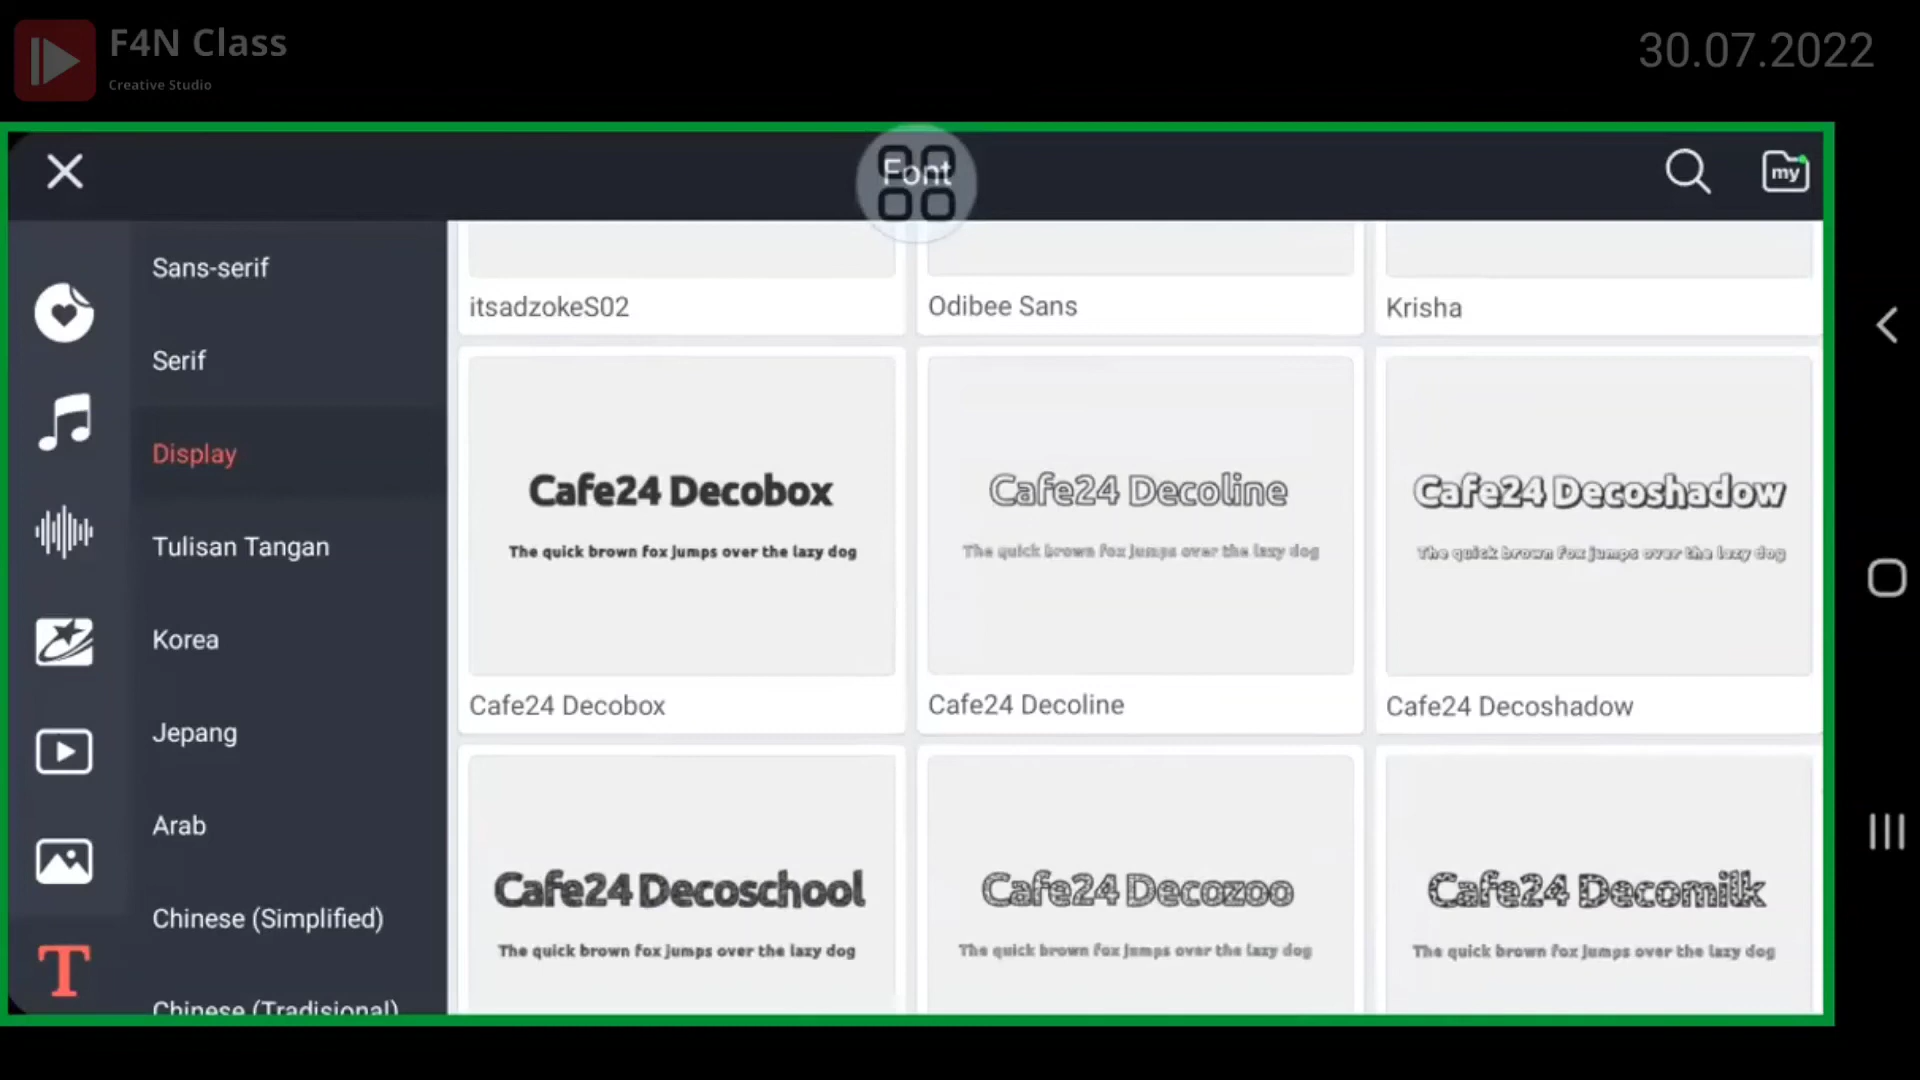 F4N Class
Creative Studio
30.07.2022
Font
my
Sans-serif
Serif
Display
Tulisan Tangan
Korea
Jepang
Arab
Chinese (Simplified)
Chinese (Tradisional)
T
itsadzokeS02
Odibee Sans
Krisha
Cafe24 Decobox
The quick brown fox jumps over the lazy dog
Cafe24 Decobox
Cafe24 Decoline
The quick brown fox jumps over the lazy dog
Cafe24 Decoline
Cafe24 Decoshadow
The quick brown fox jumps over the lazy dog
Cafe24 Decoshadow
Cafe24 Decoschool
The quick brown fox jumps over the lazy dog
Cafe24 Decozoo
The quick brown fox jumps over the lazy dog
Cafe24 Decomilk
The quick brown fox jumps over the lazy dog